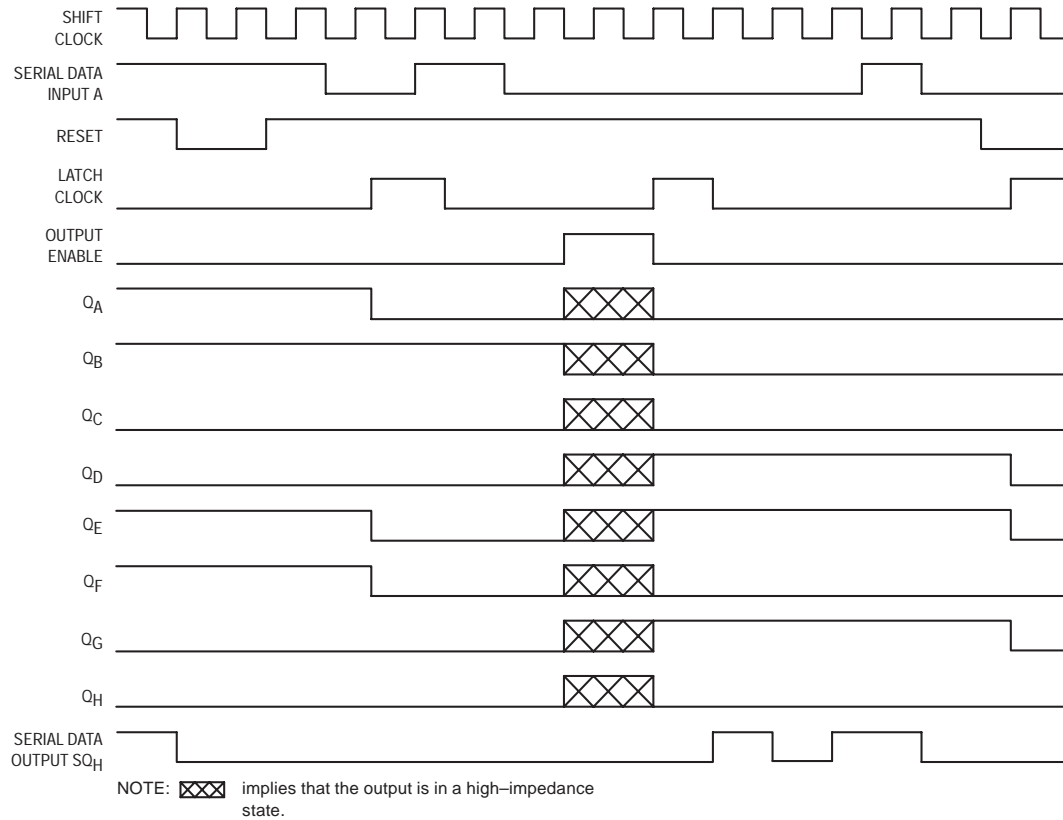 SHIFT
CLOCK
SERIAL DATA
INPUT A
RESET
LATCH
CLOCK
OUTPUT
ENABLE
QA
QB
QC
QD
QE
QF
QG
QH
SERIAL DATA
OUTPUT SQH
NOTE: implies that the output is in a high–impedance
state.